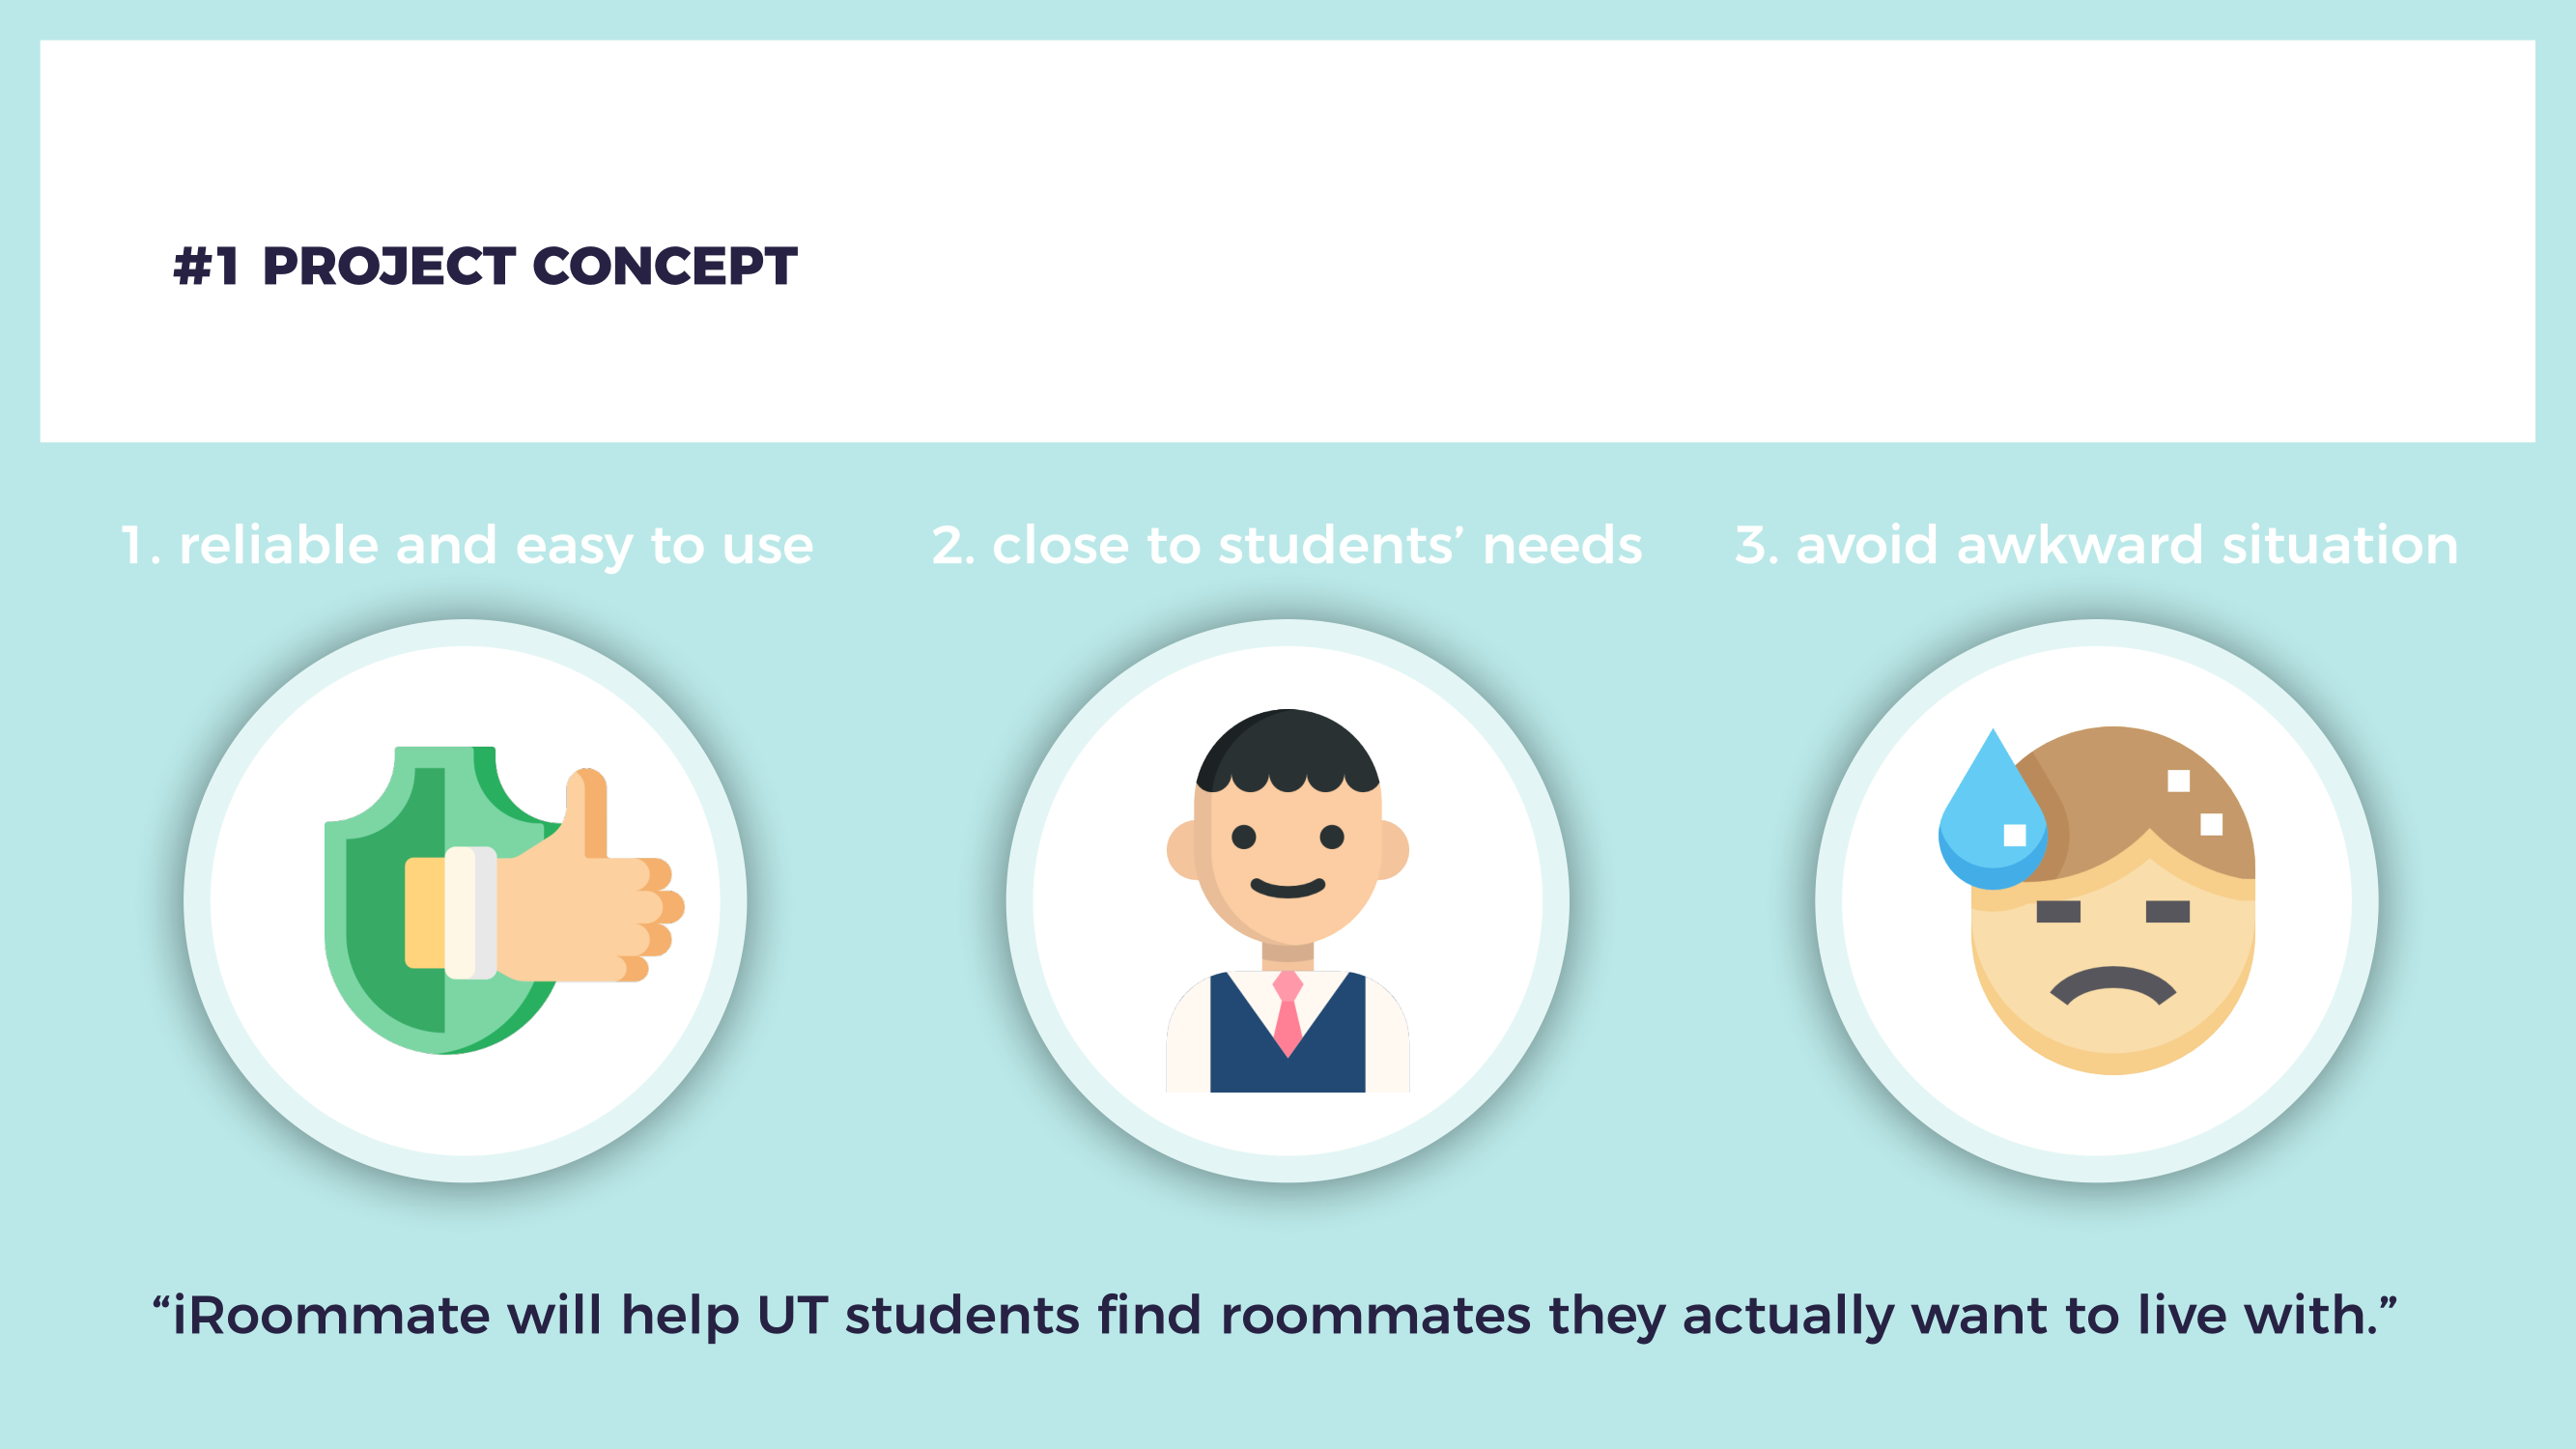 #1 PROJECT CONCEPT
1. reliable and easy to use
2. close to students’ needs
3. avoid awkward situation
“iRoommate will help UT students find roommates they actually want to live with.”